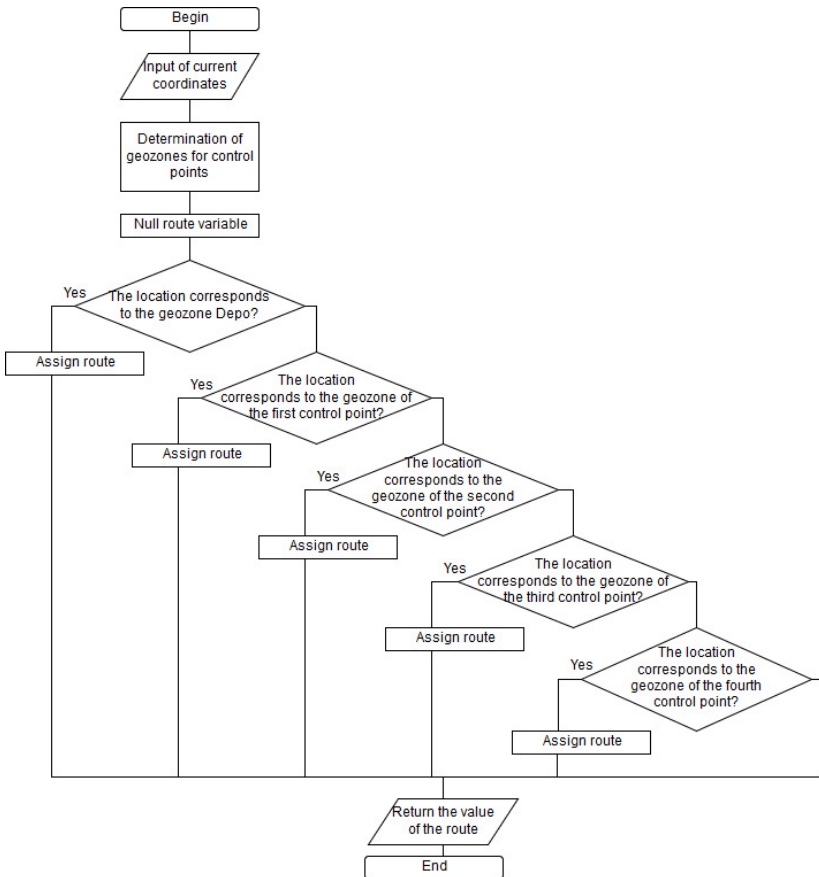 Begin
Input of current
coordinates
Determination of
geozones for control
points
Null route variable
Yes
The location corresponds
to the geozone Depo?
Assign route
Yes
The location
corresponds to the geozone of
the first control point?
Assign route
Yes
The location
corresponds to the
geozone of the second
control point?
Assign route
Yes
The location
corresponds to the geozone of
the third control point?
Assign route
Yes
The location
corresponds to the
geozone of the fourth
control point?
Assign route
Return the value
of the route
End